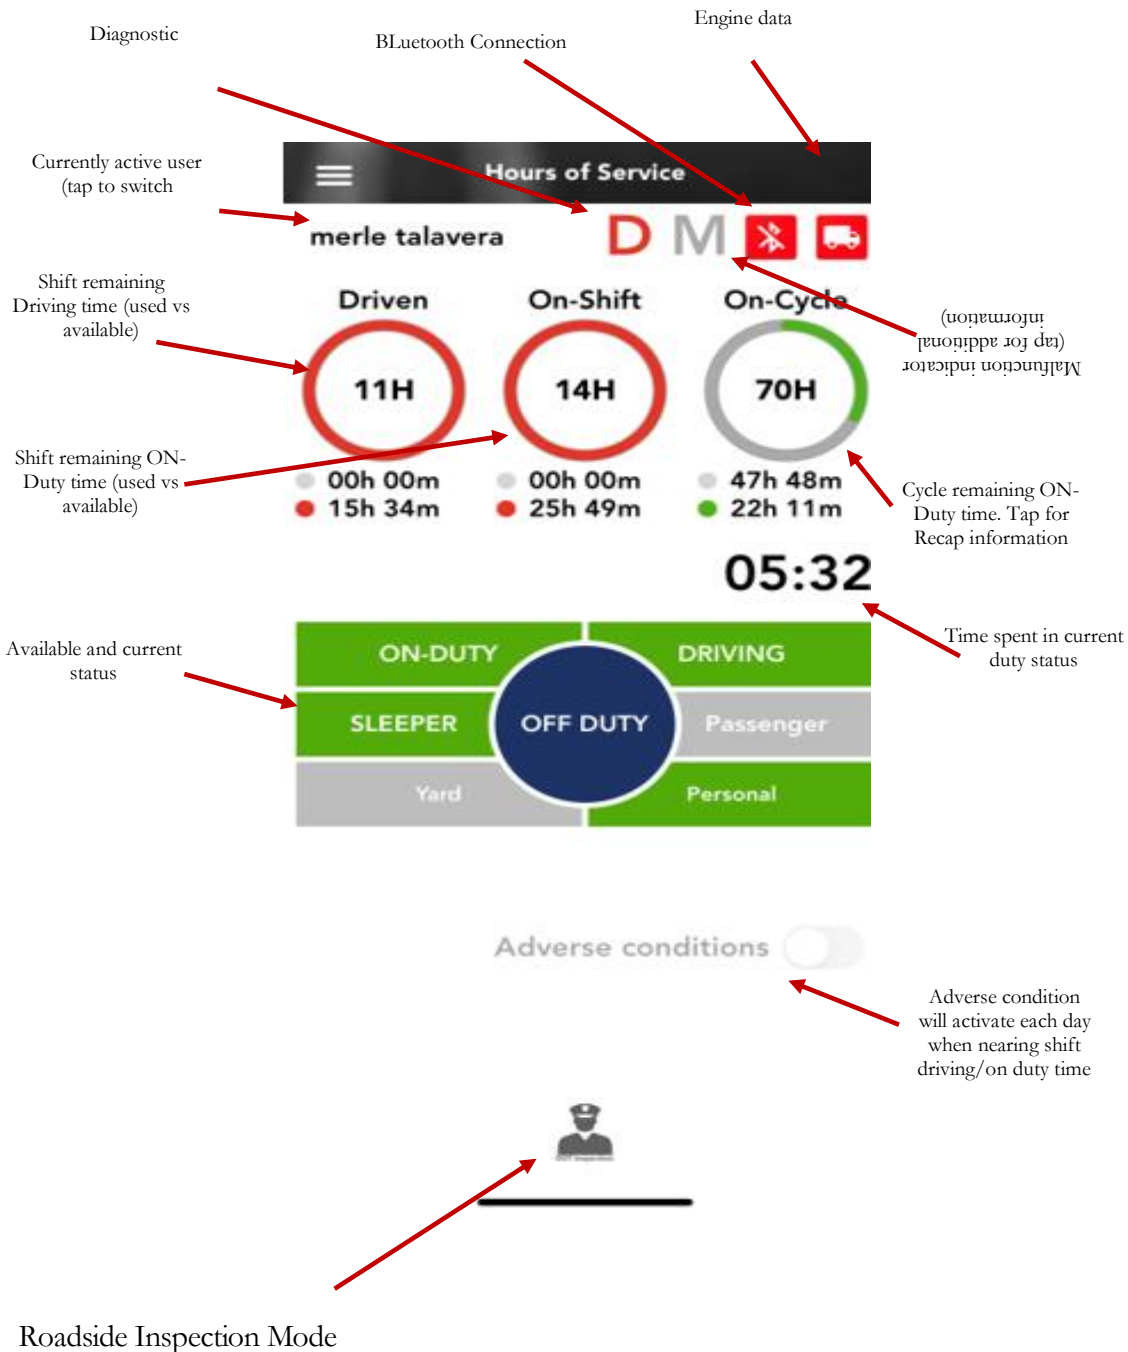 Engine data
Diagnostic
BLuetooth Connection
Currently active user
(tap to switch
Hours of Service
merle talavera
D M
Shift remaining
Driving time (used vs
available)
Driven On-Shift On-Cycle
Malfunction indicator
(tap for additional
information)
11H 14H 70H
Shift remaining ON-
Duty time (used vs
available)
00h 00m 00h 00m 47h 48m
15h 34m 25h 49m 22h 11m
Cycle remaining ON-
Duty time. Tap for
Recap information
05:32
Time spent in current
duty status
Available and current
status
ON-DUTY DRIVING
SLEEPER OFF DUTY Passenger
Yard Personal
Adverse conditions
Adverse condition
will activate each day
when nearing shift
driving/on duty time
Roadside Inspection Mode